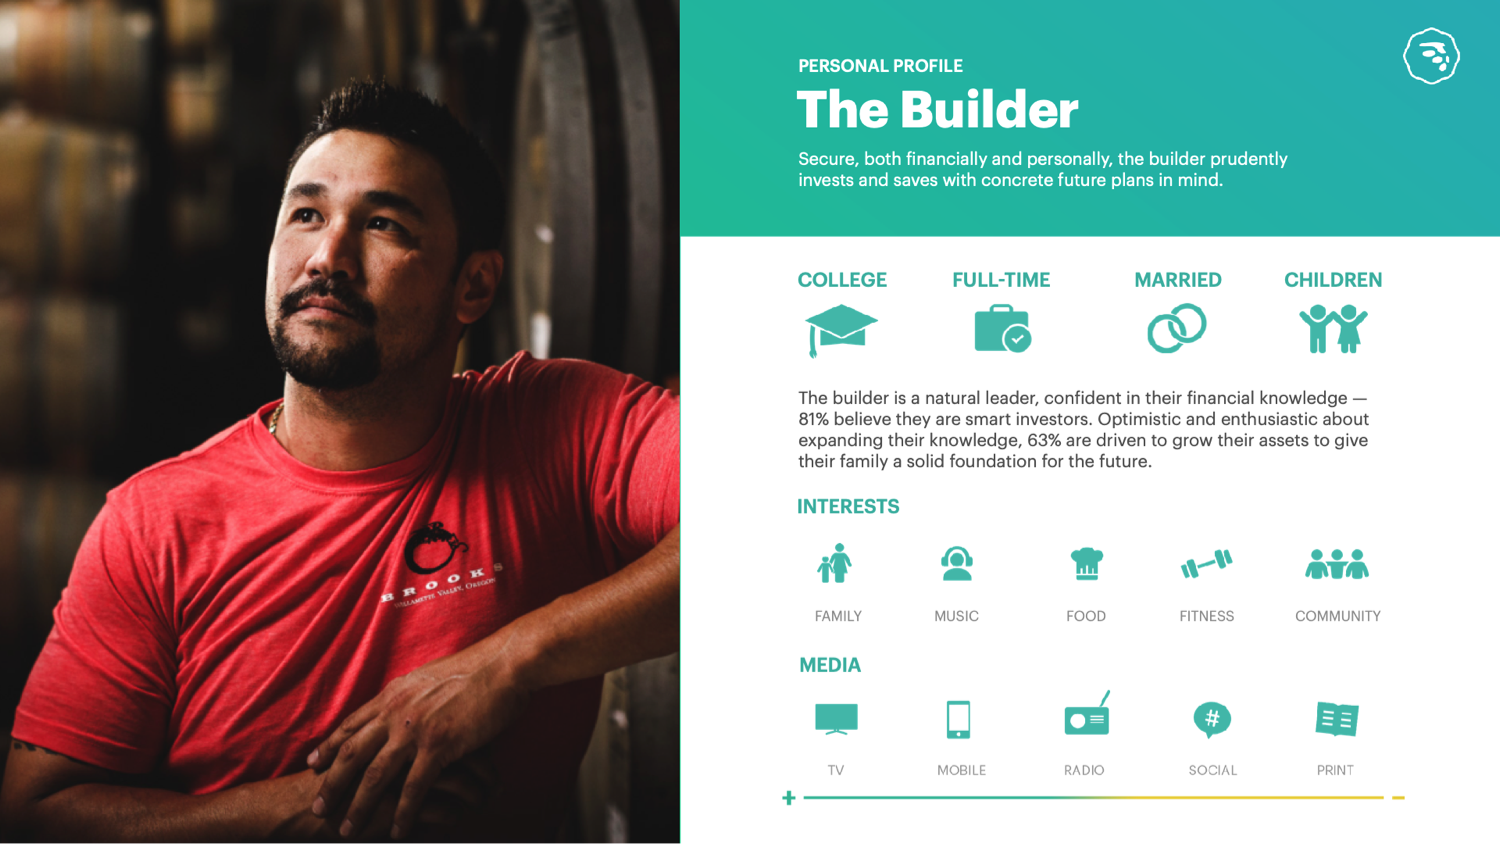 PERSONAL PROFILE
The Builder
Secure, both financially and personally, the builder prudently
invests and saves with concrete future plans in mind.
COLLEGE FULL-TIME MARRIED CHILDREN
The builder is a natural leader, confident in their financial knowledge —
81% believe they are smart investors. Optimistic and enthusiastic about
expanding their knowledge, 63% are driven to grow their assets to give
their family a solid foundation for the future.
INTERESTS
FAMILY MUSIC FOOD FITNESS COMMUNITY
MEDIA
#
TV MOBILE RADIO SOCIAL PRINT
+ –
BROOKS
WILLAMETTE VALLEY, OREGON